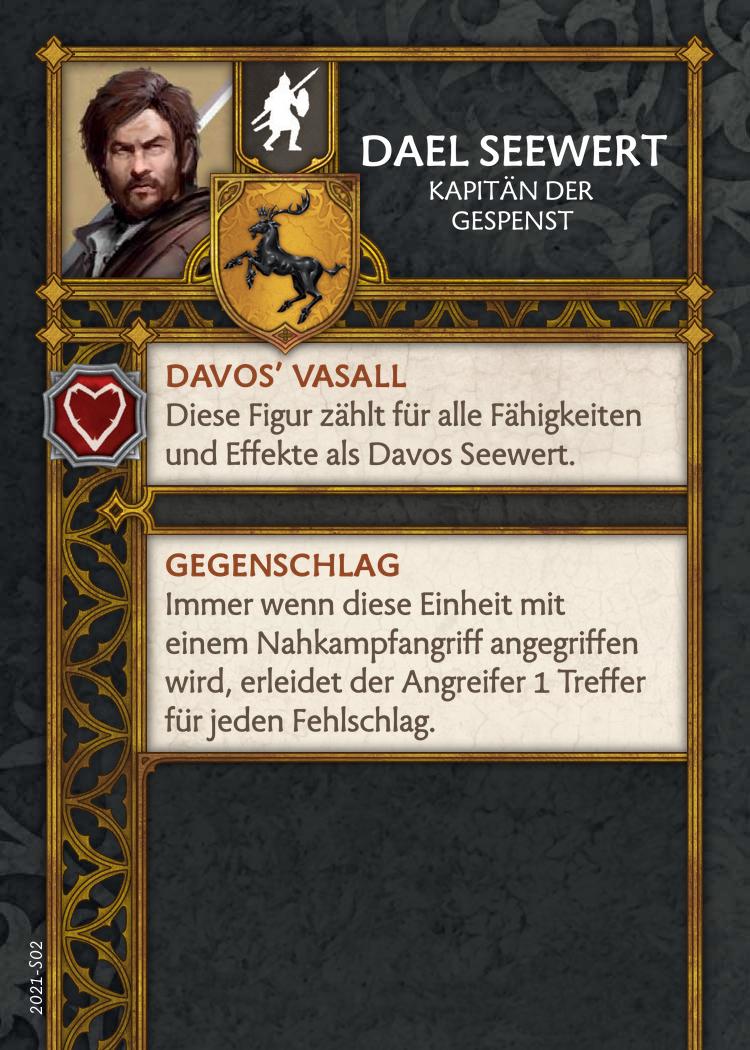 DAEL SEEWERT
KAPITÄN DER
GESPENST
DAVOS’ VASALL
Diese Figur zählt für alle Fähigkeiten
und Effekte als Davos Seewert.
GEGENSCHLAG
Immer wenn diese Einheit mit
einem Nahkampfangriff angegriffen
wird, erleidet der Angreifer 1 Treffer
für jeden Fehlschlag.
2021-S02